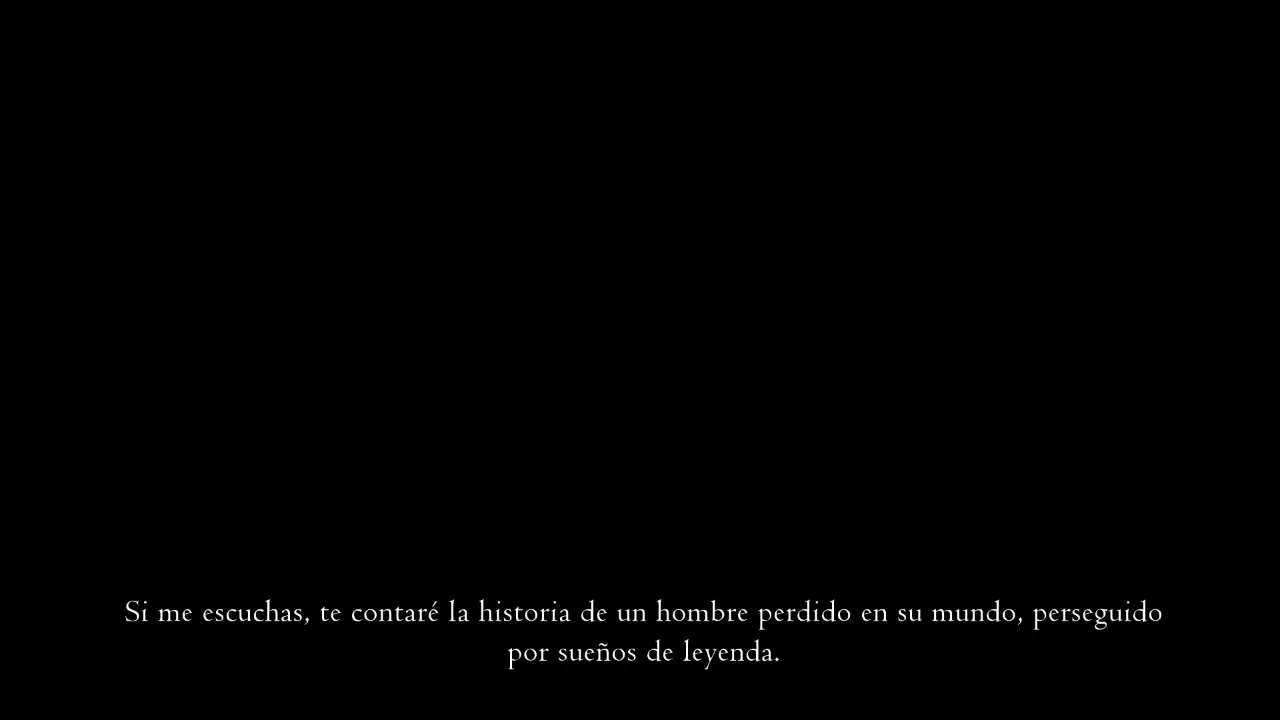 Si me escuchas, te contaré la historia de un hombre perdido en su mundo, perseguido
por sueños de leyenda.